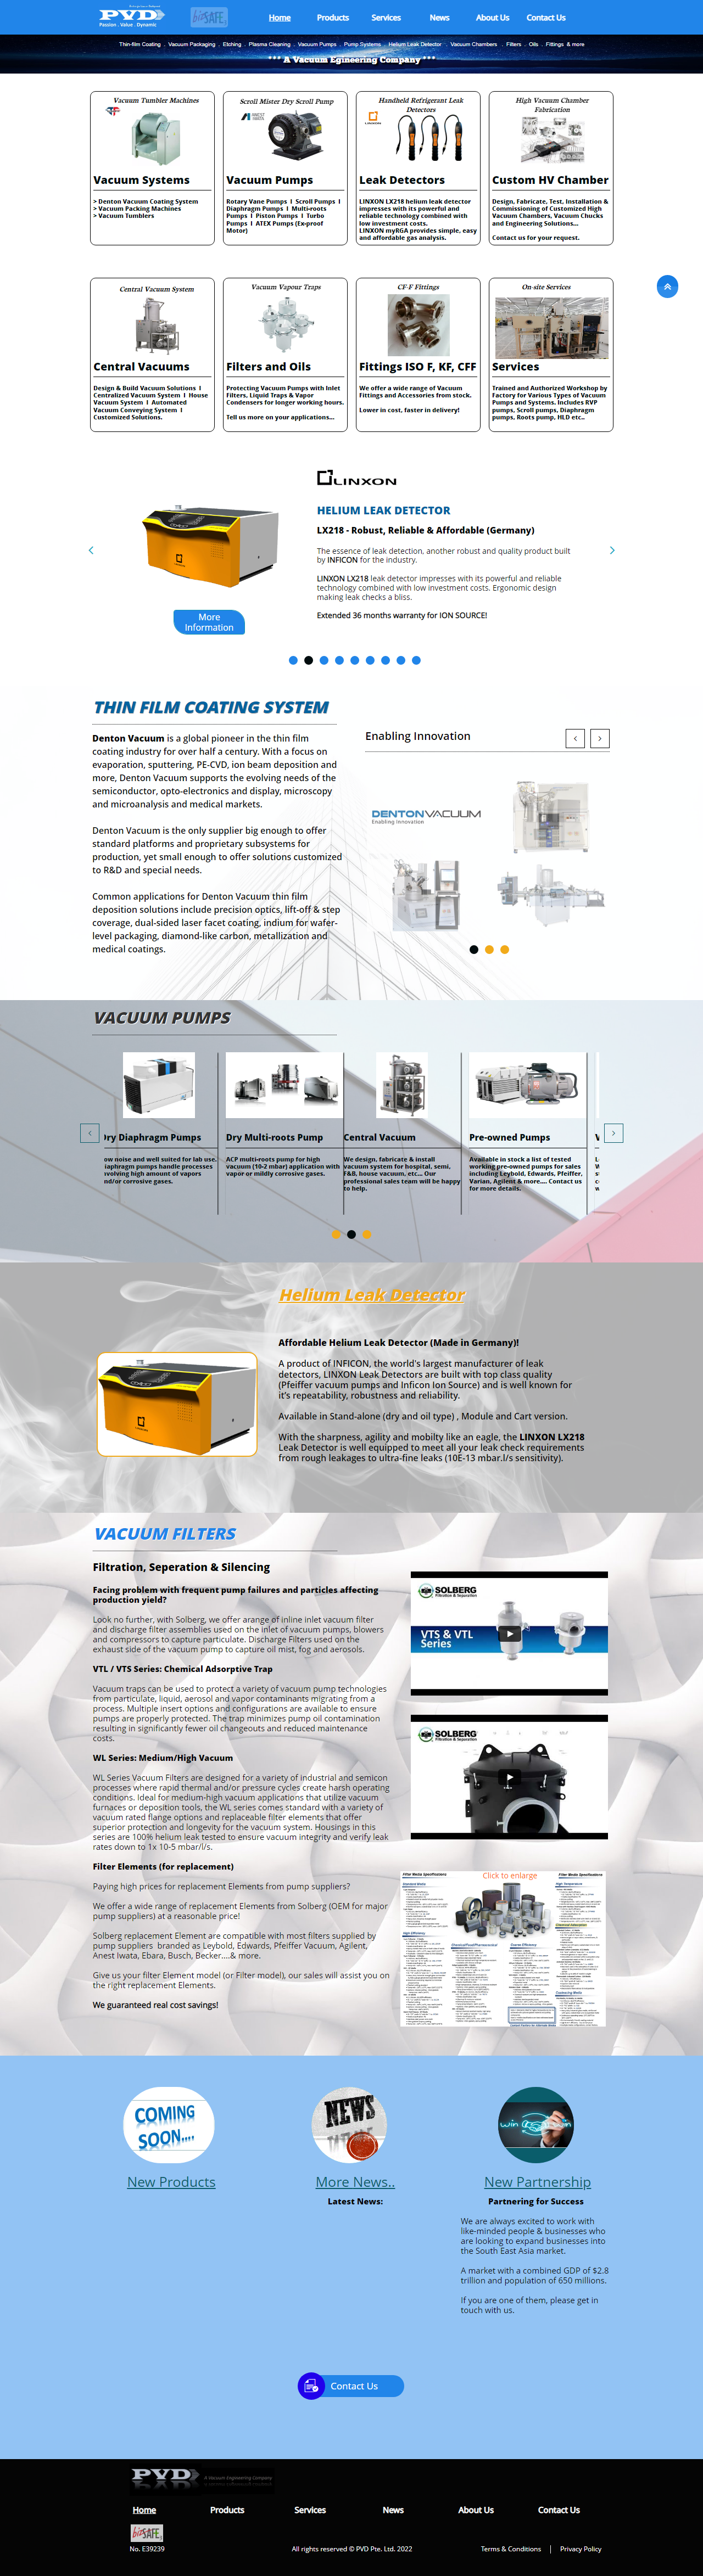 PVD
Passion . Value . Dynamic
bizSAFE
Home Products Services News About Us Contact Us
Thin-film Coating . Vacuum Packaging . Etching . Plasma Cleaning . Vacuum Pumps . Pump Systems . Helium Leak Detector . Vacuum Chambers . Filters . Oils . Fittings & more
*** A Vacuum Egineering Company ***
Vacuum Tumbler Machines
Vacuum Systems
> Denton Vacuum Coating System
> Vacuum Packing Machines
> Vacuum Tumblers
Scroll Mister Dry Scroll Pump
ANEST IWATA
Vacuum Pumps
Rotary Vane Pumps I Scroll Pumps I
Diaphragm Pumps I Multi-roots
Pumps I Piston Pumps I Turbo
Pumps I ATEX Pumps (Ex-proof
Motor)
Handheld Refrigerant Leak
Detectors
LINXON
Leak Detectors
LINXON LX218 helium leak detector
impresses with its powerful and
reliable technology combined with
low investment costs.
LINXON myRGA provides simple, easy
and affordable gas analysis.
High Vacuum Chamber
Fabrication
Custom HV Chamber
Design, Fabricate, Test, Installation &
Commissioning of Customized High
Vacuum Chambers, Vacuum Chucks
and Engineering Solutions...
Contact us for your request.
Central Vacuum System
Central Vacuums
Design & Build Vacuum Solutions I
Centralized Vacuum System I House
Vacuum System I Automated
Vacuum Conveying System I
Customized Solutions.
Vacuum Vapour Traps
Filters and Oils
Protecting Vacuum Pumps with Inlet
Filters, Liquid Traps & Vapor
Condensers for longer working hours.
Tell us more on your applications...
CF-F Fittings
Fittings ISO F, KF, CFF
We offer a wide range of Vacuum
Fittings and Accessories from stock.
Lower in cost, faster in delivery!
On-site Services
Services
Trained and Authorized Workshop by
Factory for Various Types of Vacuum
Pumps and Systems. Includes RVP
pumps, Scroll pumps, Diaphragm
pumps, Roots pump, HLD etc..
LINXON
HELIUM LEAK DETECTOR
LX218 - Robust, Reliable & Affordable (Germany)
The essence of leak detection, another robust and quality product built
by INFICON for the industry.
LINXON LX218 leak detector impresses with its powerful and reliable
technology combined with low investment costs. Ergonomic design
making leak checks a bliss.
Extended 36 months warranty for ION SOURCE!
More
Information
THIN FILM COATING SYSTEM
Denton Vacuum is a global pioneer in the thin film
coating industry for over half a century. With a focus on
evaporation, sputtering, PE-CVD, ion beam deposition and
more, Denton Vacuum supports the evolving needs of the
semiconductor, opto-electronics and display, microscopy
and microanalysis and medical markets.
Denton Vacuum is the only supplier big enough to offer
standard platforms and proprietary subsystems for
production, yet small enough to offer solutions customized
to R&D and special needs.
Common applications for Denton Vacuum thin film
deposition solutions include precision optics, lift-off & step
coverage, dual-sided laser facet coating, indium for wafer-
level packaging, diamond-like carbon, metallization and
medical coatings.
Enabling Innovation
DENTON VACUUM
Enabling Innovation
VACUUM PUMPS
Dry Diaphragm Pumps
ow noise and well suited for lab use.
iaphragm pumps handle processes
nvolving high amount of vapors
nd/or corrosive gases.
Dry Multi-roots Pump
ACP multi-roots pump for high
vacuum (10-2 mbar) application with
vapor or mildly corrosive gases.
Central Vacuum
We design, fabricate & install
vacuum system for hospital, semi,
F&B, house vacuum, etc... Our
professional sales team will be happy
to help.
Pre-owned Pumps
Available in stock a list of tested
working pre-owned pumps for sales
including Leybold, Edwards, Pfeiffer,
Varian, Agilent & more.... Contact us
for more details.
Helium Leak Detector
Affordable Helium Leak Detector (Made in Germany)!
A product of INFICON, the world's largest manufacturer of leak
detectors, LINXON Leak Detectors are built with top class quality
(Pfeiffer vacuum pumps and Inficon Ion Source) and is well known for
it's repeatability, robustness and reliability.
Available in Stand-alone (dry and oil type) , Module and Cart version.
With the sharpness, agility and mobilty like an eagle, the LINXON LX218
Leak Detector is well equipped to meet all your leak check requirements
from rough leakages to ultra-fine leaks (10E-13 mbar.l/s sensitivity).
VACUUM FILTERS
Filtration, Seperation & Silencing
Facing problem with frequent pump failures and particles affecting
production yield?
Look no further, with Solberg, we offer arange of inline inlet vacuum filter
and discharge filter assemblies used on the inlet of vacuum pumps, blowers
and compressors to capture particulate. Discharge Filters used on the
exhaust side of the vacuum pump to capture oil mist, fog and aerosols.
VTL / VTS Series: Chemical Adsorptive Trap
Vacuum traps can be used to protect a variety of vacuum pump technologies
from particulate, liquid, aerosol and vapor contaminants migrating from a
process. Multiple insert options and configurations are available to ensure
pumps are properly protected. The trap minimizes pump oil contamination
resulting in significantly fewer oil changeouts and reduced maintenance
costs.
WL Series: Medium/High Vacuum
WL Series Vacuum Filters are designed for a variety of industrial and semicon
processes where rapid thermal and/or pressure cycles create harsh operating
conditions. Ideal for medium-high vacuum applications that utilize vacuum
furnaces or deposition tools, the WL series comes standard with a variety of
vacuum rated flange options and replaceable filter elements that offer
superior protection and longevity for the vacuum system. Housings in this
series are 100% helium leak tested to ensure vacuum integrity and verify leak
rates down to 1x 10-5 mbar/l/s.
Filter Elements (for replacement)
Paying high prices for replacement Elements from pump suppliers?
We offer a wide range of replacement Elements from Solberg (OEM for major
pump suppliers) at a reasonable price!
Solberg replacement Element are compatible with most filters supplied by
pump suppliers branded as Leybold, Edwards, Pfeiffer Vacuum, Agilent,
Anest Iwata, Ebara, Busch, Becker....& more.
Give us your filter Element model (or Filter model), our sales will assist you on
the right replacement Elements.
We guaranteed real cost savings!
SOLBERG
Filtration & Separation
VTS & VTL
Series
SOLBERG
Filtration & Separation
Click to enlarge
Filter Media Specifications
Filter Media Specifications
COMING
SOON....
New Products
NEWS
More News..
Latest News:
New Partnership
Partnering for Success
We are always excited to work with
like-minded people & businesses who
are looking to expand businesses into
the South East Asia market.
A market with a combined GDP of $2.8
trillion and population of 650 millions.
If you are one of them, please get in
touch with us.
Contact Us
PVD
A Vacuum Engineering Company
Home Products Services News About Us Contact Us
bizSAFE
No. E39239
All rights reserved © PVD Pte. Ltd. 2022
Terms & Conditions | Privacy Policy